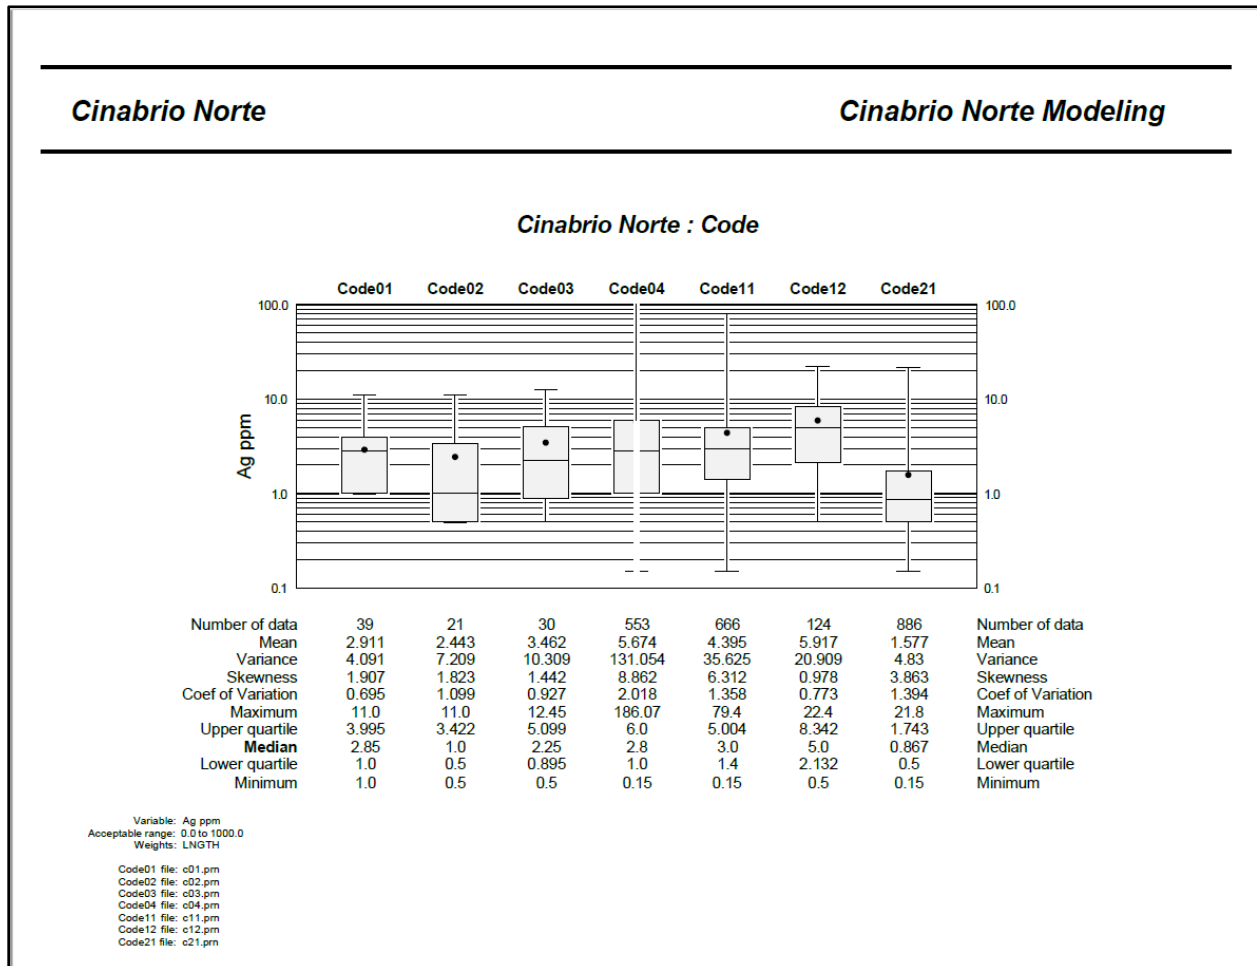 Cinabrio Norte Cinabrio Norte Modeling
Cinabrio Norte : Code
Code01 Code02 Code03 Code04 Code11 Code12 Code21
100.0 100.0
10.0 10.0
Ag ppm
1.0 1.0
0.1 0.1
Number of data 39 21 30 553 666 124 886 Number of data
Mean 2.911 2.443 3.462 5.674 4.395 5.917 1.577 Mean
Variance 4.091 7.209 10.309 131.054 35.625 20.909 4.83 Variance
Skewness 1.907 1.823 1.442 8.862 6.312 0.978 3.863 Skewness
Coef of Variation 0.695 1.099 0.927 2.018 1.358 0.773 1.394 Coef of Variation
Maximum 11.0 11.0 12.45 186.07 79.4 22.4 21.8 Maximum
Upper quartile 3.995 3.422 5.099 6.0 5.004 8.342 1.743 Upper quartile
Median 2.85 1.0 2.25 2.8 3.0 5.0 0.867 Median
Lower quartile 1.0 0.5 0.895 1.0 1.4 2.132 0.5 Lower quartile
Minimum 1.0 0.5 0.5 0.15 0.15 0.5 0.15 Minimum
Variable: Ag ppm
Acceptable range: 0.0 to 1000.0
Weights: LNGTH
Code01 file: c01.prn
Code02 file: c02.prn
Code03 file: c03.prn
Code04 file: c04.prn
Code11 file: c11.prn
Code12 file: c12.prn
Code21 file: c21.prn